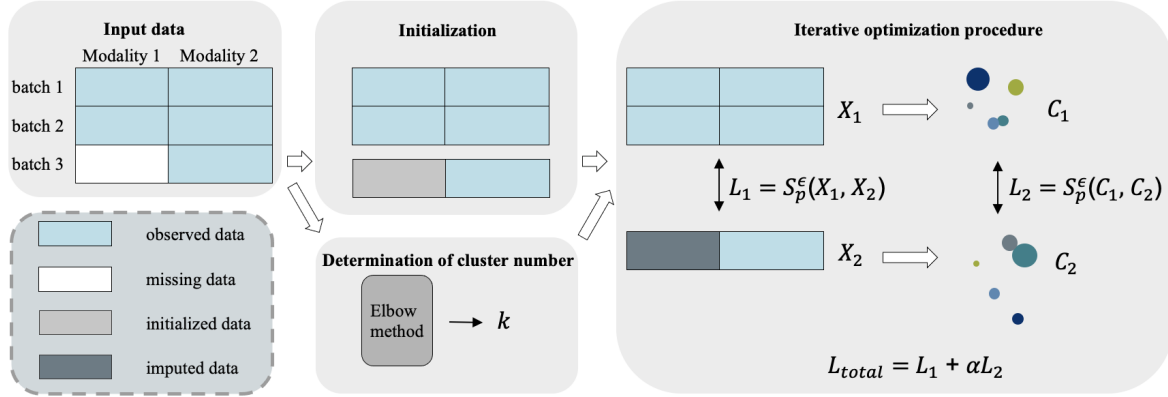 Input data
Modality 1 Modality 2
batch 1
batch 2
batch 3
observed data
missing data
initialized data
imputed data
Initialization
Determination of cluster number
Elbow
method
k
Iterative optimization procedure
X₁
C₁
L₁ = Sₚᵋ(X₁, X₂)
L₂ = Sₚᵋ(C₁, C₂)
X₂
C₂
Lₜₒₜₐₗ = L₁ + αL₂